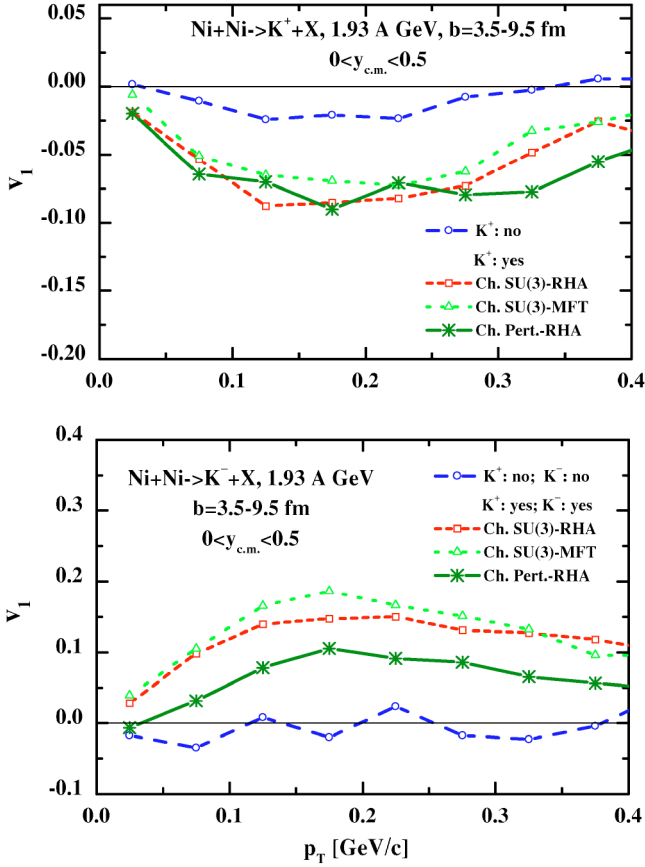 Ni+Ni->K⁺+X, 1.93 A GeV, b=3.5-9.5 fm
0<y_c.m.<0.5
0.00
-0.05
-0.10
-0.15
-0.20
v₁
K⁺: no
K⁺: yes
Ch. SU(3)-RHA
Ch. SU(3)-MFT
Ch. Pert.-RHA
0.0 0.1 0.2 0.3 0.4
0.4
0.3
0.2
0.1
0.0
-0.1
v₁
Ni+Ni->K⁻+X, 1.93 A GeV
b=3.5-9.5 fm
0<y_c.m.<0.5
K⁺: no; K⁻: no
K⁺: yes; K⁻: yes
Ch. SU(3)-RHA
Ch. SU(3)-MFT
Ch. Pert.-RHA
0.0 0.1 0.2 0.3 0.4
p_T [GeV/c]